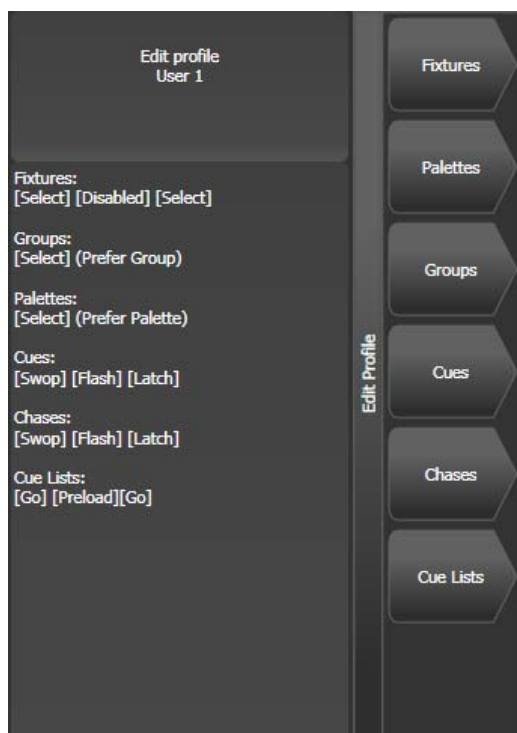 Edit profile
User 1
Fixtures:
[Select] [Disabled] [Select]
Groups:
[Select] (Prefer Group)
Palettes:
[Select] (Prefer Palette)
Cues:
[Swop] [Flash] [Latch]
Chases:
[Swop] [Flash] [Latch]
Cue Lists:
[Go] [Preload][Go]
Edit Profile
Fixtures
Palettes
Groups
Cues
Chases
Cue Lists